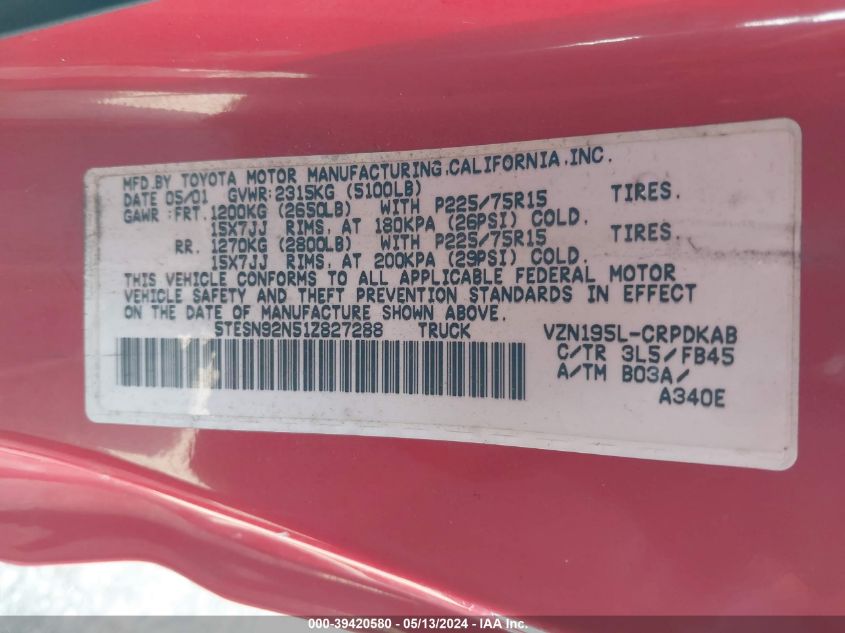 MFD.BY TOYOTA MOTOR MANUFACTURING.CALIFORNIA.INC.
DATE 05/01 GVWR:2315KG (5100LB)
GAWR:FRT.1200KG (2650LB) WITH P225/75R15 TIRES.
15X7JJ RIMS, AT 180KPA (26PSI) COLD.
RR. 1270KG (2800LB) WITH P225/75R15 TIRES.
15X7JJ RIMS, AT 200KPA (29PSI) COLD.
THIS VEHICLE CONFORMS TO ALL APPLICABLE FEDERAL MOTOR
VEHICLE SAFETY AND THEFT PREVENTION STANDARDS IN EFFECT
ON THE DATE OF MANUFACTURE SHOWN ABOVE.
5TESN92N51Z827288 TRUCK VZN195L-CRPDKAB
C/TR 3L5/FB45
A/TM B03A/
A340E
000-39420580 - 05/13/2024 - IAA Inc.